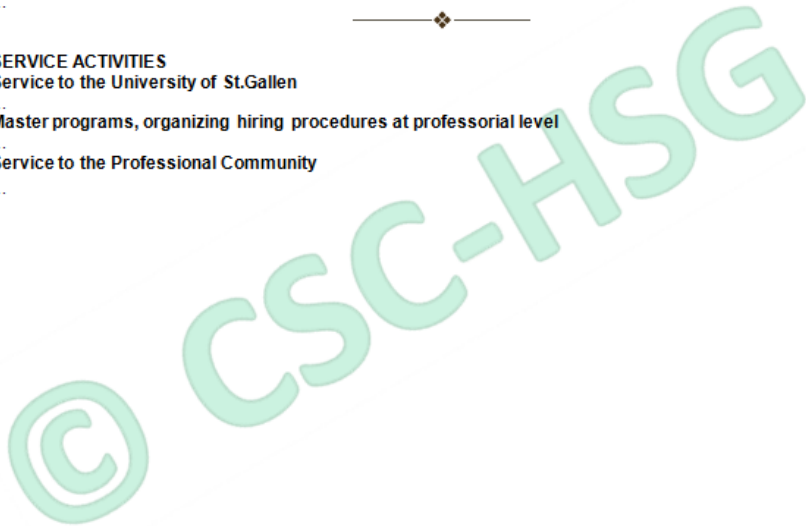 ..
SERVICE ACTIVITIES
Service to the University of St.Gallen
..
Master programs, organizing hiring procedures at professorial level
..
Service to the Professional Community
..
© CSC-HSG